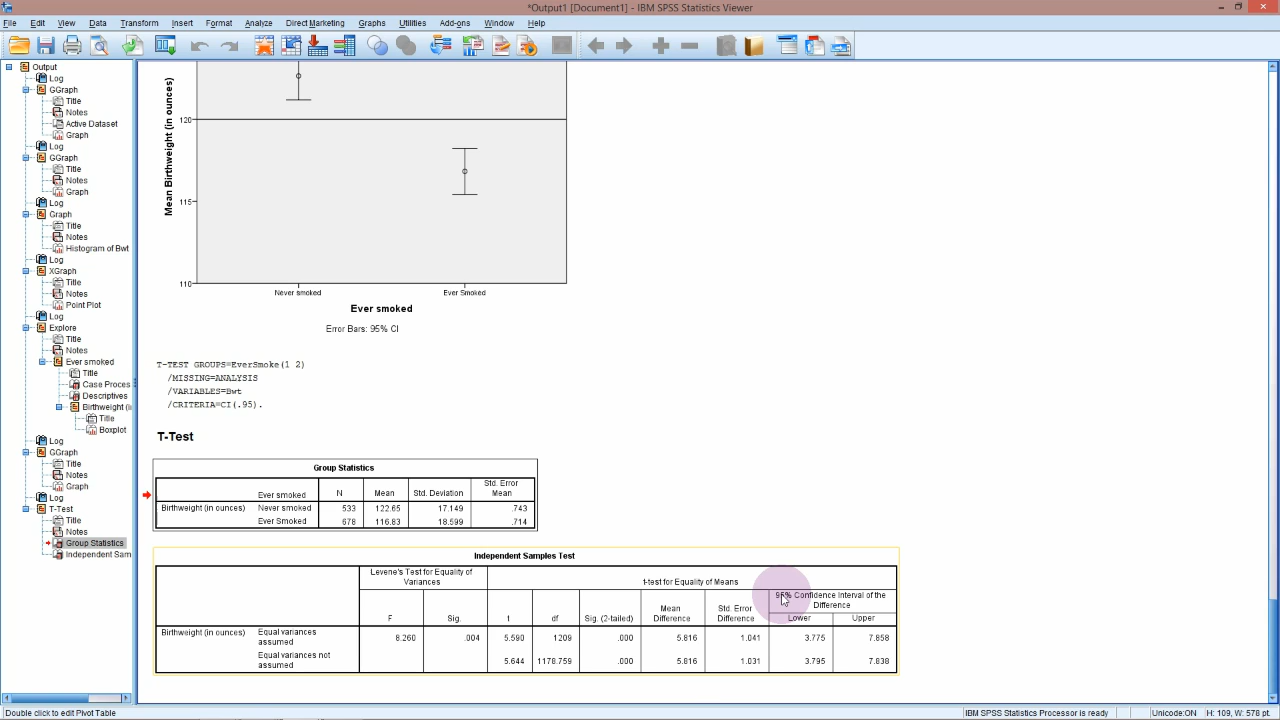 *Output1 [Document1] - IBM SPSS Statistics Viewer
File Edit View Data Transform Insert Format Analyze Direct Marketing Graphs Utilities Add-ons Window Help
Output
Log
GGraph
Title
Notes
Active Dataset
Graph
Log
GGraph
Title
Notes
Graph
Log
Graph
Title
Notes
Histogram of Bwt
Log
XGraph
Title
Notes
Point Plot
Log
Explore
Title
Notes
Ever smoked
Title
Case Proces
Descriptives
Birthweight (i
Title
Boxplot
Log
GGraph
Title
Notes
Graph
Log
T-Test
Title
Notes
Group Statistics
Independent Sam
Mean Birthweight (in ounces)
120
115
110
Never smoked Ever Smoked
Ever smoked
Error Bars: 95% CI
T-TEST GROUPS=EverSmoke(1 2)
/MISSING=ANALYSIS
/VARIABLES=Bwt
/CRITERIA=CI(.95).
T-Test
Group Statistics
Ever smoked N Mean Std. Deviation Std. Error Mean
Birthweight (in ounces) Never smoked 533 122.65 17.149 .743
Ever Smoked 678 116.83 18.599 .714
Independent Samples Test
Levene's Test for Equality of Variances t-test for Equality of Means
95% Confidence Interval of the Difference
F Sig. t df Sig. (2-tailed) Mean Difference Std. Error Difference Lower Upper
Birthweight (in ounces) Equal variances assumed 8.260 .004 5.590 1209 .000 5.816 1.041 3.775 7.858
Equal variances not assumed 5.644 1178.759 .000 5.816 1.031 3.795 7.838
Double click to edit Pivot Table IBM SPSS Statistics Processor is ready Unicode:ON H: 109, W: 578 pt.